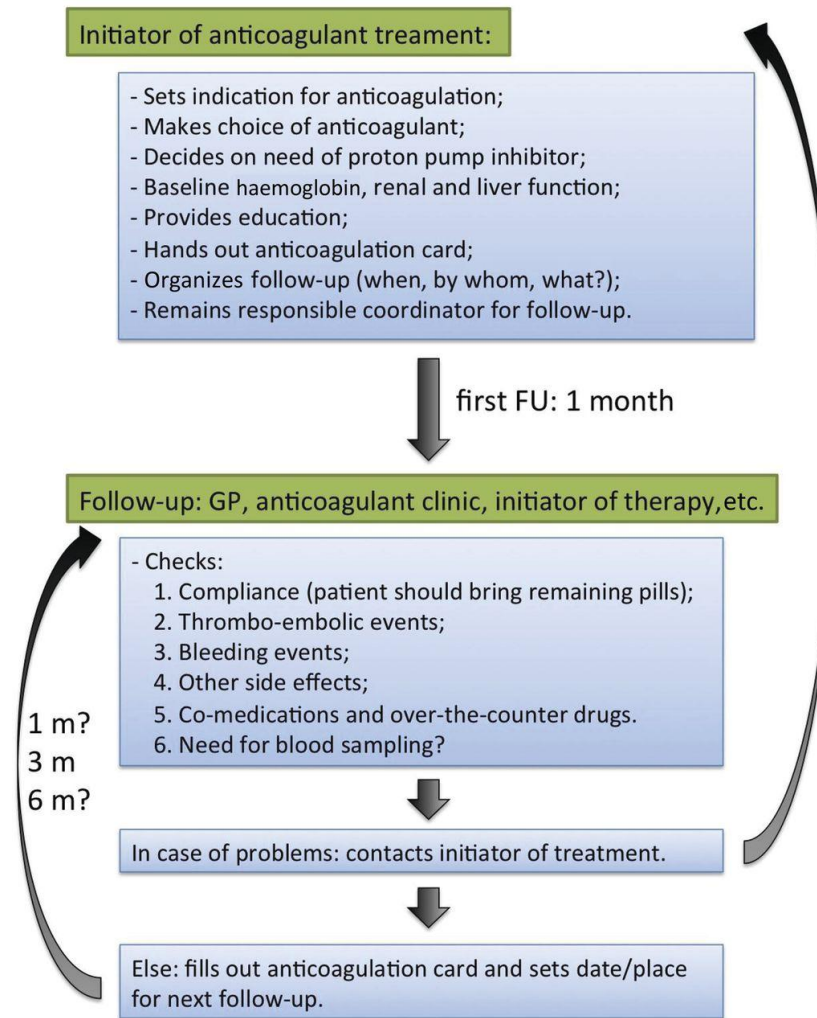 Initiator of anticoagulant treament:
- Sets indication for anticoagulation;
- Makes choice of anticoagulant;
- Decides on need of proton pump inhibitor;
- Baseline haemoglobin, renal and liver function;
- Provides education;
- Hands out anticoagulation card;
- Organizes follow-up (when, by whom, what?);
- Remains responsible coordinator for follow-up.
first FU: 1 month
Follow-up: GP, anticoagulant clinic, initiator of therapy,etc.
- Checks:
1. Compliance (patient should bring remaining pills);
2. Thrombo-embolic events;
3. Bleeding events;
4. Other side effects;
5. Co-medications and over-the-counter drugs.
6. Need for blood sampling?
1 m?
3 m
6 m?
In case of problems: contacts initiator of treatment.
Else: fills out anticoagulation card and sets date/place
for next follow-up.